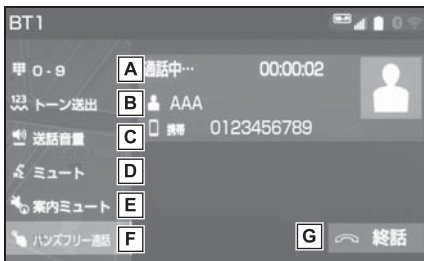 BT1
0-9
A
通話中… 00:00:02
トーン送出
B
AAA
送話音量
C
携帯 0123456789
ミュート
D
案内ミュート
E
ハンズフリー通話
F
G
終話